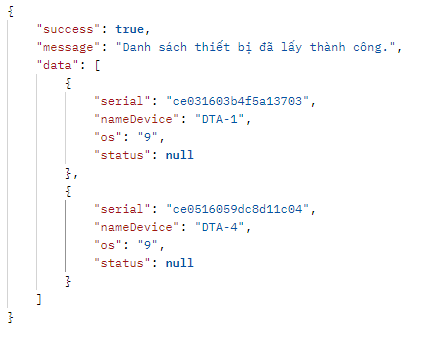 {
"success": true,
"message": "Danh sách thiết bị đã lấy thành công.",
"data": [
{
"serial": "ce031603b4f5a13703",
"nameDevice": "DTA-1",
"os": "9",
"status": null
},
{
"serial": "ce0516059dc8d11c04",
"nameDevice": "DTA-4",
"os": "9",
"status": null
}
]
}